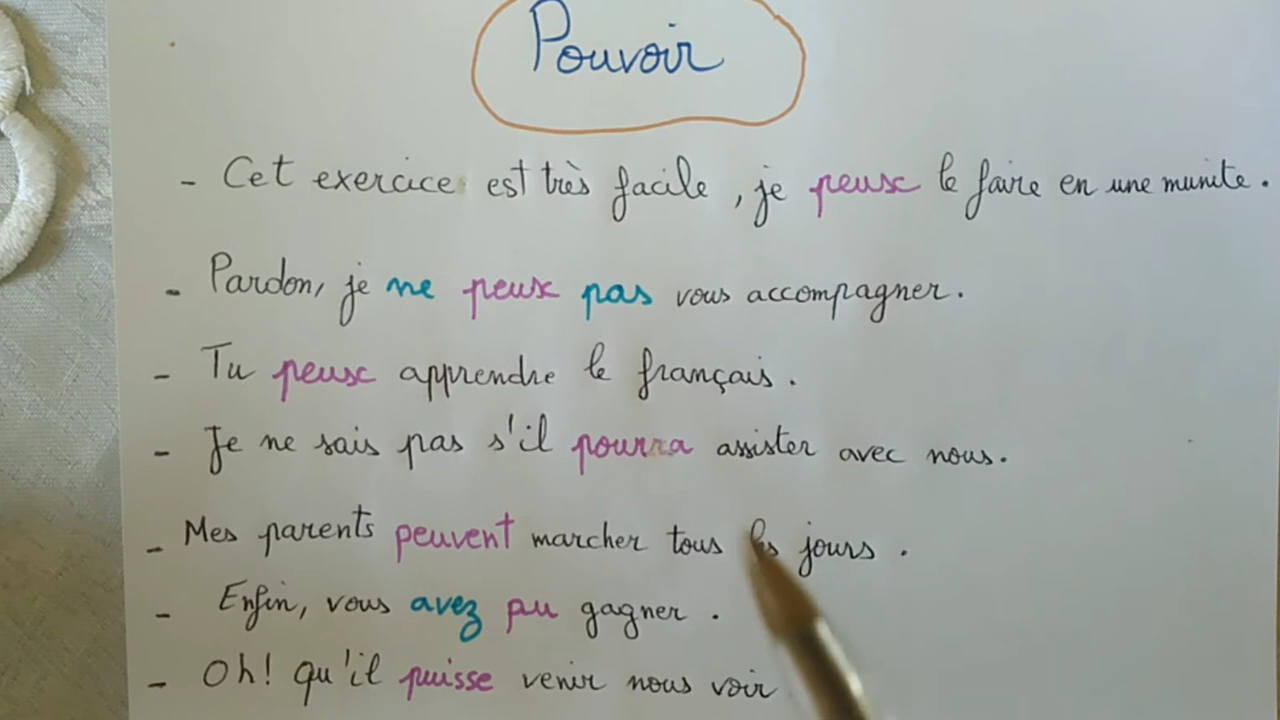 Pouvoir
- Cet exercice est très facile, je peux le faire en une munite.
- Pardon, je ne peux pas vous accompagner.
- Tu peux apprendre le français.
- Je ne sais pas s'il pourra assister avec nous.
- Mes parents peuvent marcher tous les jours.
- Enfin, vous avez pu gagner.
- Oh! qu'il puisse venir nous voir